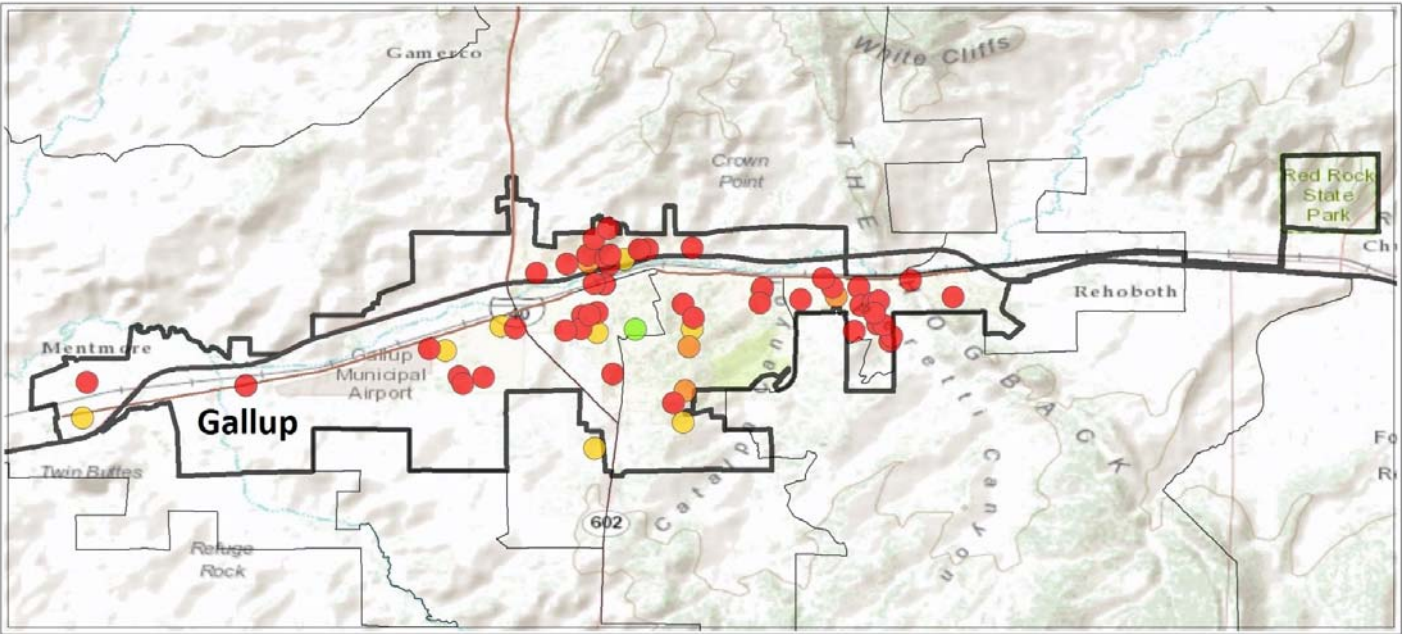 Gamerco
White Cliffs
Crown
Point
THE
HOGBACK
Red Rock
State
Park
Rehoboth
Mentmore
Gallup
Municipal
Airport
Gallup
Twin Buttes
Refuge
Rock
602
Canyon